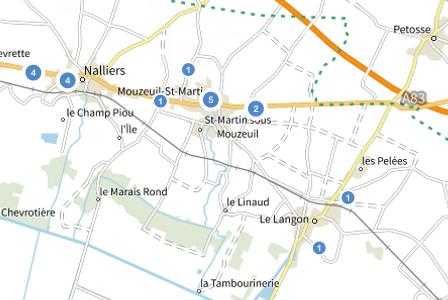 Petosse
evrette
4
4
Nalliers
1
Mouzeuil-St-Marti
1
5
2
A83
le Champ Piou
l'Île
St-Martin sous
Mouzeuil
les Pelées
le Marais Rond
Chevrotière
le Linaud
1
Le Langon
1
la Tambourinerie